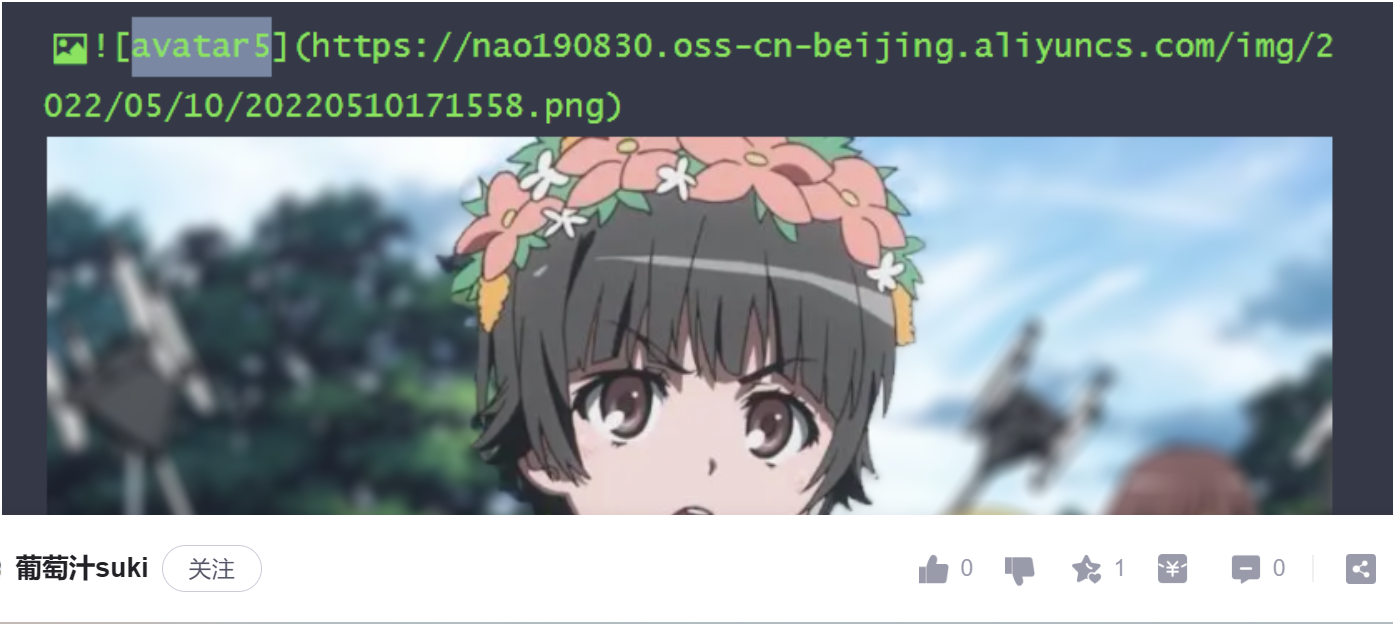 ![avatar5](https://nao190830.oss-cn-beijing.aliyuncs.com/img/2
022/05/10/20220510171558.png)
葡萄汁suki 关注 0 1 ¥ 0